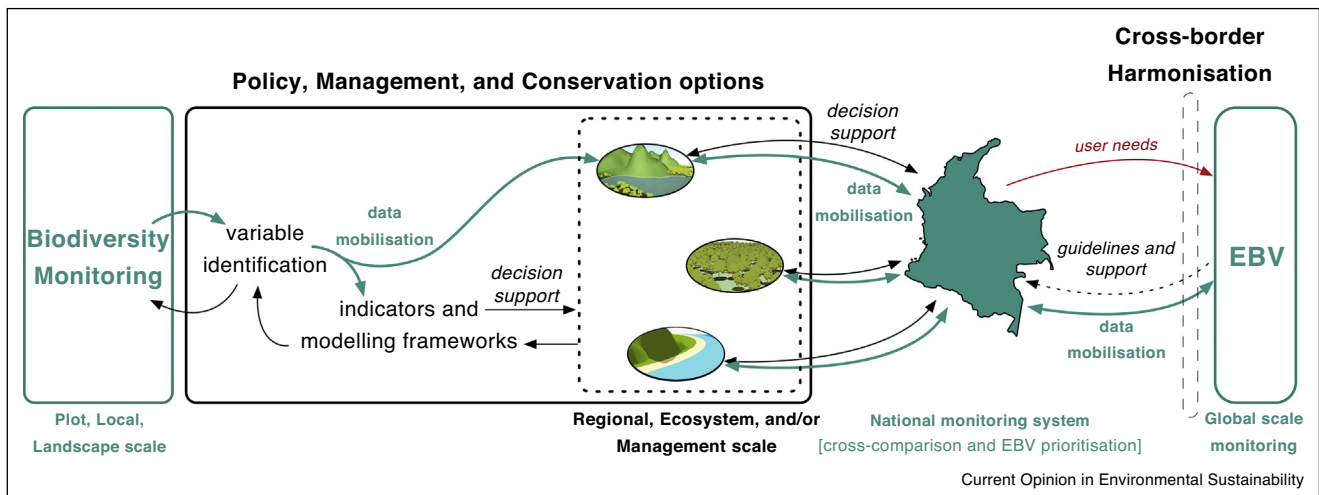 Cross-border
Harmonisation
Policy, Management, and Conservation options
decision
support
user needs
data
mobilisation
data
mobilisation
Biodiversity
Monitoring
variable
identification
guidelines and
support
EBV
decision
support
indicators and
modelling frameworks
data
mobilisation
Plot, Local,
Landscape scale
Regional, Ecosystem, and/or
Management scale
National monitoring system
[cross-comparison and EBV prioritisation]
Global scale
monitoring
Current Opinion in Environmental Sustainability